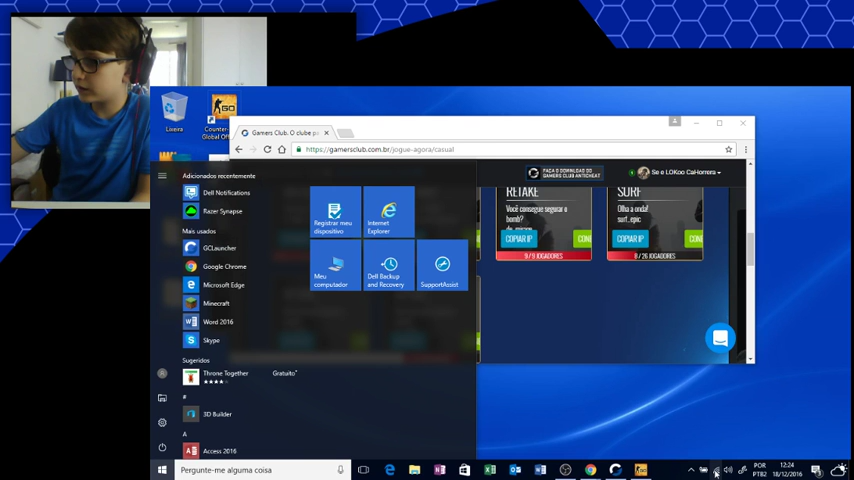 Lixeira
Counter-
Global Off
Gamers Club. O clube p
https://gamersclub.com.br/jogue-agora/casual
FAÇA O DOWNLOAD DO
GAMERS CLUB ANTICHEAT
Se e LOKoo CaHorrera
RETAKE
Você consegue segurar o
bomb?
COPIAR IP
CON
9/9 JOGADORES
SURF
Olha a onda!
surf_epic
COPIAR IP
CON
0 / 26 JOGADORES
Adicionados recentemente
Dell Notifications
Razer Synapse
Mais usados
GCLauncher
Google Chrome
Microsoft Edge
Minecraft
Word 2016
Skype
Sugeridos
Throne Together
Gratuito
#
3D Builder
A
Access 2016
Registrar meu
dispositivo
Internet
Explorer
Meu
computador
Dell Backup
and Recovery
SupportAssist
Pergunte-me alguma coisa
POR
PTB2
12:24
18/12/2016